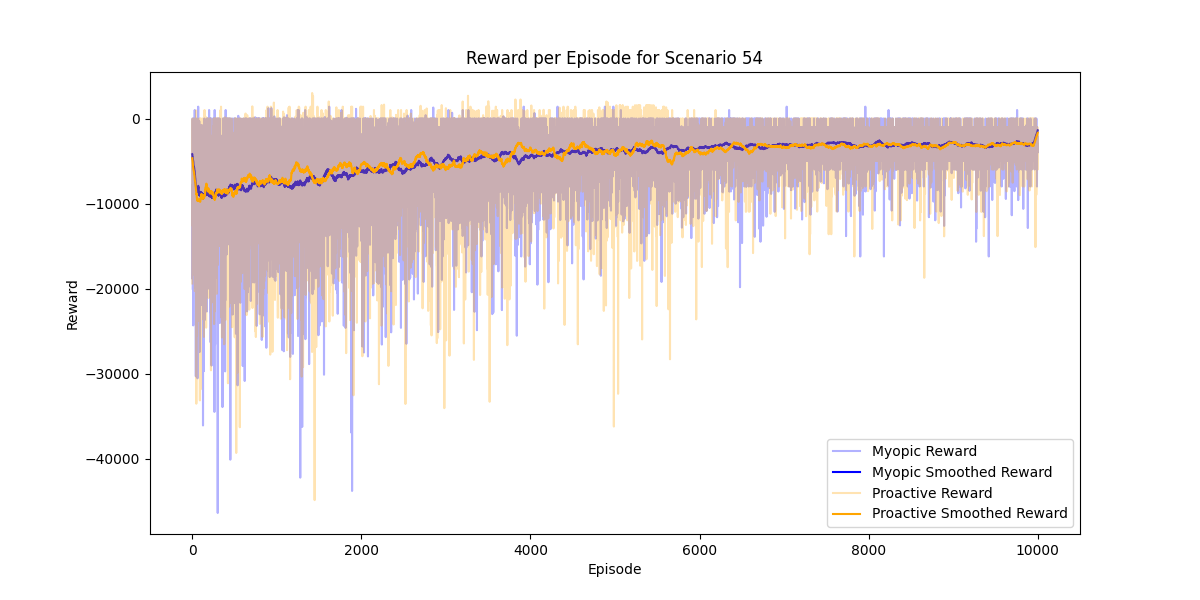 Reward per Episode for Scenario 54
Reward
0
−10000
−20000
−30000
−40000
0
2000
4000
6000
8000
10000
Episode
Myopic Reward
Myopic Smoothed Reward
Proactive Reward
Proactive Smoothed Reward